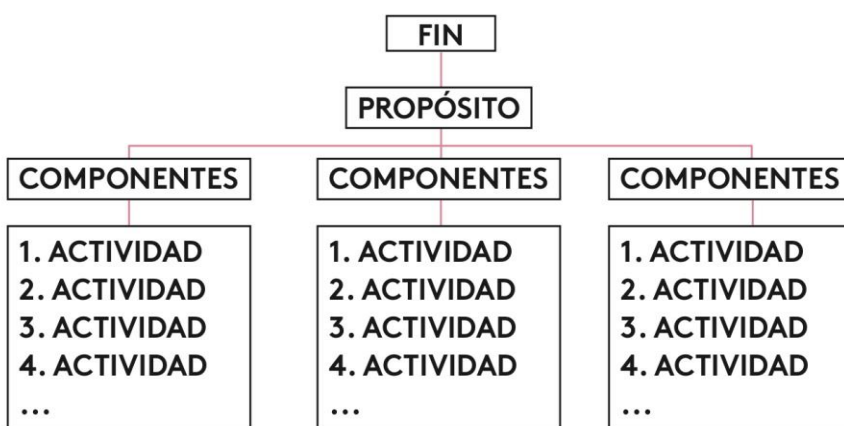 FIN
PROPÓSITO
COMPONENTES
COMPONENTES
COMPONENTES
1. ACTIVIDAD
2. ACTIVIDAD
3. ACTIVIDAD
4. ACTIVIDAD
...
1. ACTIVIDAD
2. ACTIVIDAD
3. ACTIVIDAD
4. ACTIVIDAD
...
1. ACTIVIDAD
2. ACTIVIDAD
3. ACTIVIDAD
4. ACTIVIDAD
...